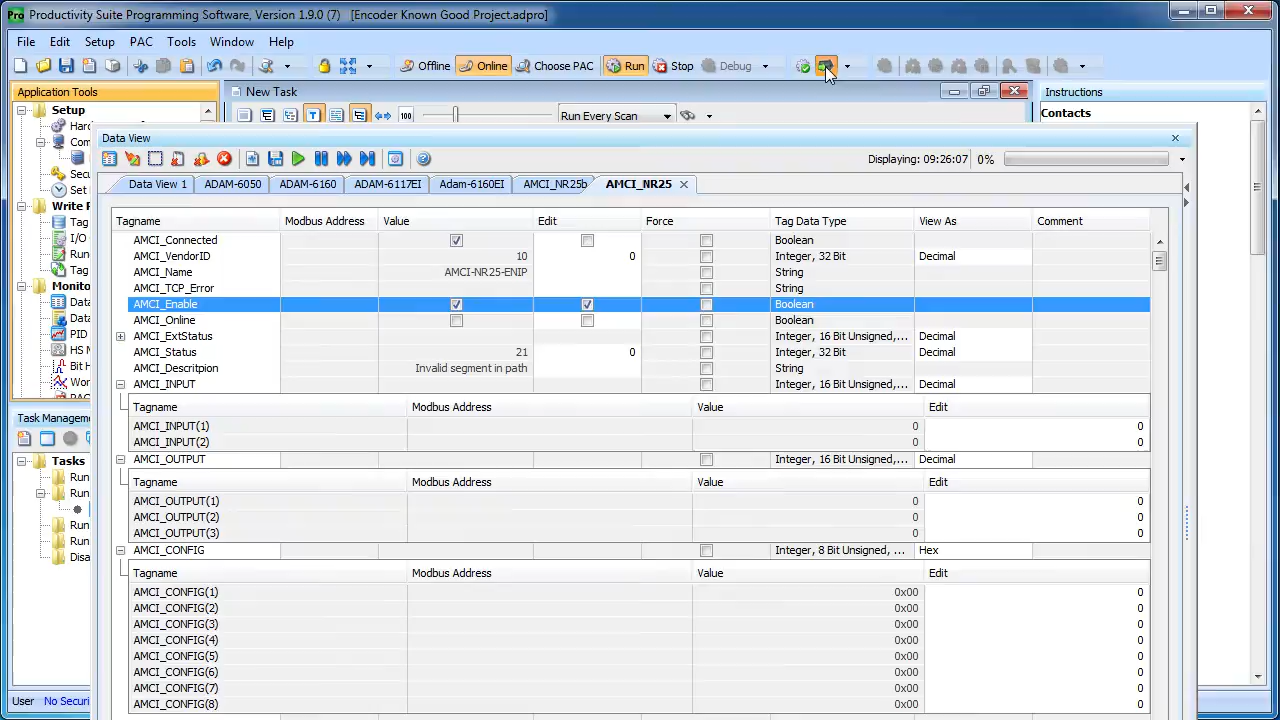 Pro Productivity Suite Programming Software, Version 1.9.0 (7) [Encoder Known Good Project.adpro]
File Edit Setup PAC Tools Window Help
Offline Online Choose PAC Run Stop Debug
Application Tools New Task Instructions
100 Run Every Scan Contacts
Setup
Data View
Displaying: 09:26:07 0%
Data View 1 ADAM-6050 ADAM-6160 ADAM-6117EI Adam-6160EI AMCI_NR25b AMCI_NR25
Set
Write P
Tag
I/O
Run
Tag
Monito
Data
Data
PID
HS M
Bit H
Wor
Task Managem
Tasks
Run
Run
Run
Run
Disa
Tagname Modbus Address Value Edit Force Tag Data Type View As Comment
AMCI_Connected Boolean
AMCI_VendorID 10 0 Integer, 32 Bit Decimal
AMCI_Name AMCI-NR25-ENIP String
AMCI_TCP_Error String
AMCI_Enable Boolean
AMCI_Online Boolean
AMCI_ExtStatus Integer, 16 Bit Unsigned,... Decimal
AMCI_Status 21 0 Integer, 32 Bit Decimal
AMCI_Descritpion Invalid segment in path String
AMCI_INPUT Integer, 16 Bit Unsigned,... Decimal
Tagname Modbus Address Value Edit
AMCI_INPUT(1) 0 0
AMCI_INPUT(2) 0 0
AMCI_OUTPUT Integer, 16 Bit Unsigned,... Decimal
Tagname Modbus Address Value Edit
AMCI_OUTPUT(1) 0 0
AMCI_OUTPUT(2) 0 0
AMCI_OUTPUT(3) 0 0
AMCI_CONFIG Integer, 8 Bit Unsigned, ... Hex
Tagname Modbus Address Value Edit
AMCI_CONFIG(1) 0x00 0
AMCI_CONFIG(2) 0x00 0
AMCI_CONFIG(3) 0x00 0
AMCI_CONFIG(4) 0x00 0
AMCI_CONFIG(5) 0x00 0
AMCI_CONFIG(6) 0x00 0
AMCI_CONFIG(7) 0x00 0
AMCI_CONFIG(8) 0x00 0
User No Securi